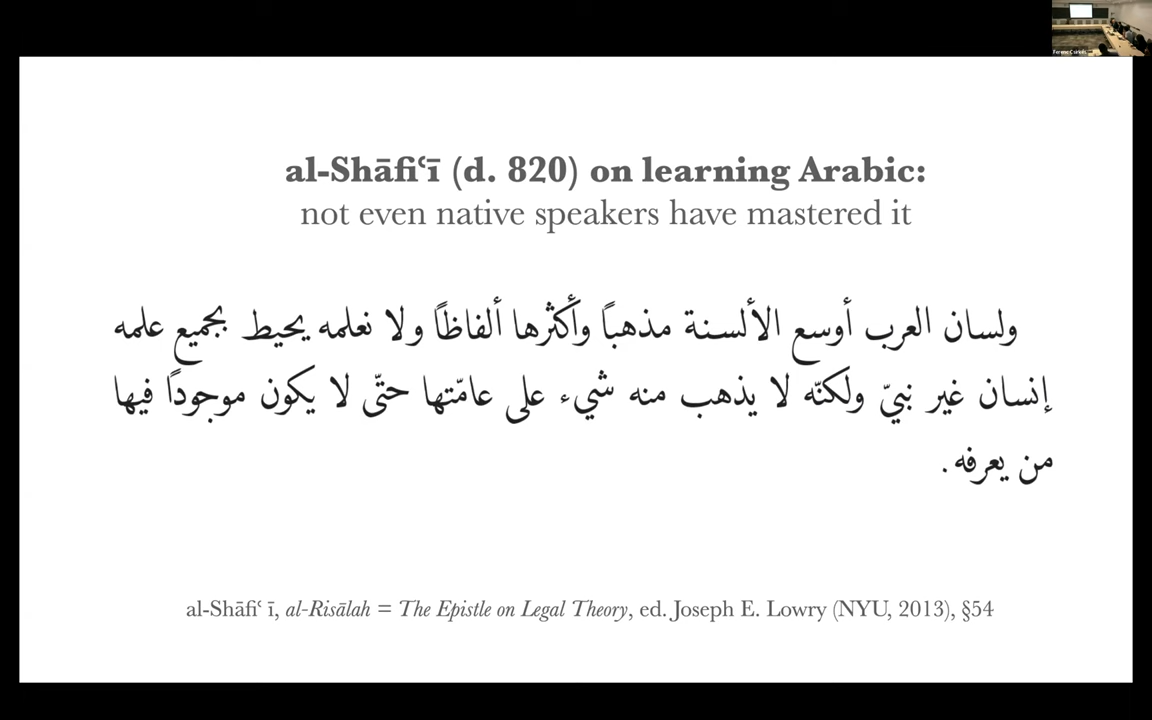 al-Shāfiʿī (d. 820) on learning Arabic:
not even native speakers have mastered it
ولسان العرب أوسع الألسنة مذهباً وأكثرها ألفاظاً ولا نعلمه يحيط بجميع علمه
إنسان غير نبيّ ولكنّه لا يذهب منه شيء على عامّتها حتّى لا يكون موجوداً فيها
من يعرفه.
al-Shāfiʿ ī, al-Risālah = The Epistle on Legal Theory, ed. Joseph E. Lowry (NYU, 2013), §54